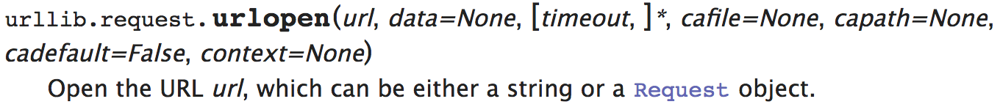 urllib.request.urlopen(url, data=None, [timeout, ]*, cafile=None, capath=None,
cadefault=False, context=None)
Open the URL url, which can be either a string or a Request object.